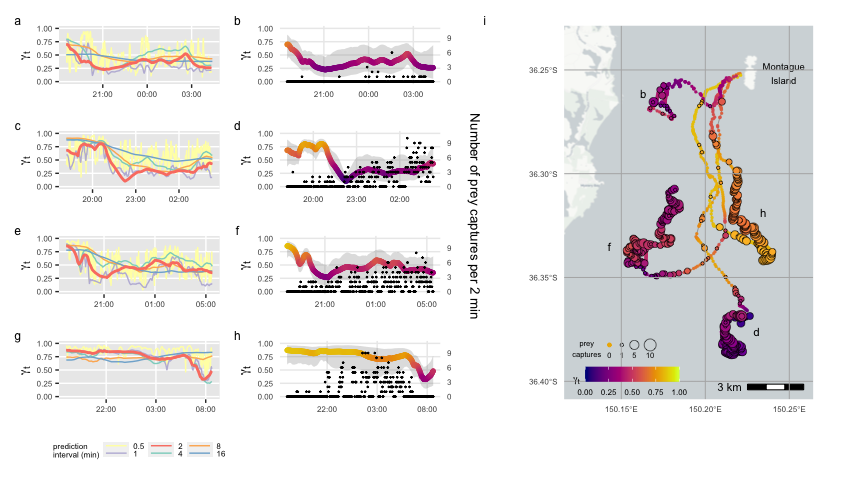 a
b
i
1.00
0.75
0.50
0.25
0.00
γt
21:00
00:00
03:00
1.00
0.75
0.50
0.25
0.00
9
6
3
0
21:00
00:00
03:00
c
d
1.00
0.75
0.50
0.25
0.00
γt
20:00
23:00
02:00
1.00
0.75
0.50
0.25
0.00
9
6
3
0
20:00
23:00
02:00
e
f
1.00
0.75
0.50
0.25
0.00
γt
21:00
01:00
05:00
1.00
0.75
0.50
0.25
0.00
9
6
3
0
21:00
01:00
05:00
g
h
1.00
0.75
0.50
0.25
0.00
γt
22:00
03:00
08:00
1.00
0.75
0.50
0.25
0.00
γt
9
6
3
0
22:00
03:00
08:00
Number of prey captures per 2 min
prediction
interval (min)
0.5
2
8
1
4
16
36.25°S
36.30°S
36.35°S
36.40°S
Montague
Island
b
h
f
d
prey
captures
0
1
5
10
γt
0.00
0.25
0.50
0.75
1.00
3 km
150.15°E
150.20°E
150.25°E